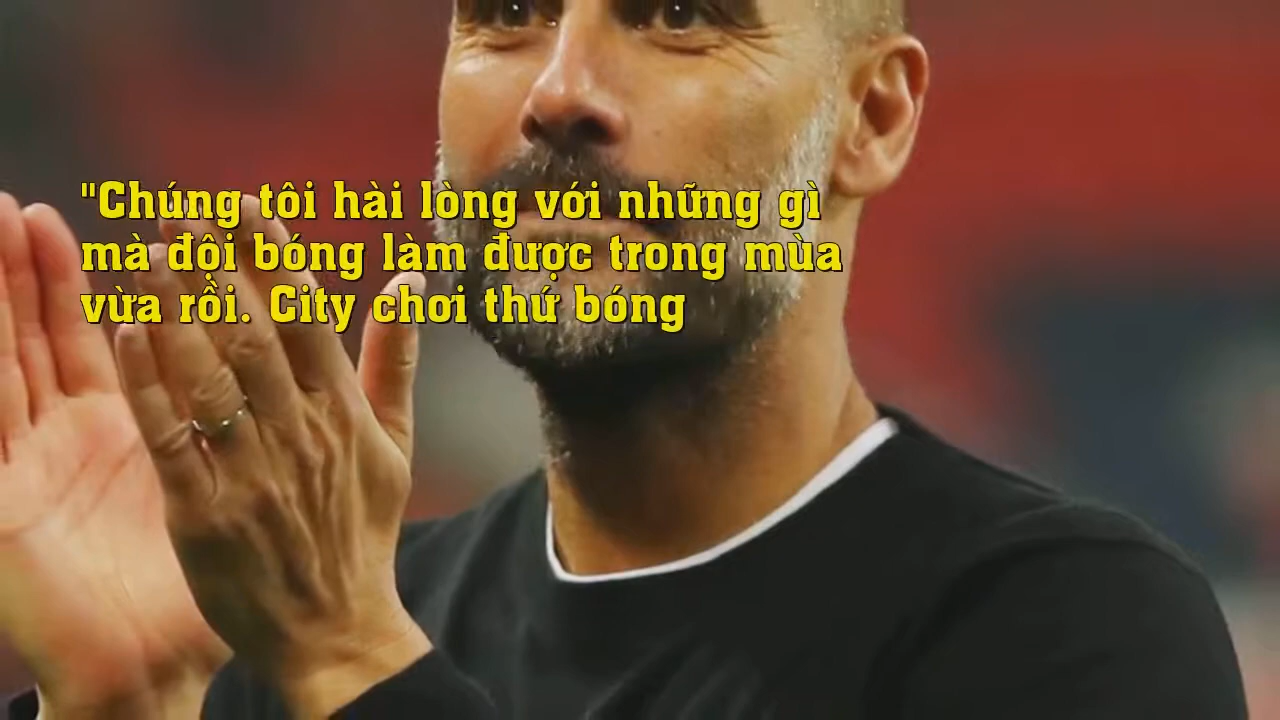 "Chúng tôi hài lòng với những gì
mà đội bóng làm được trong mùa
vừa rồi. City chơi thứ bóng